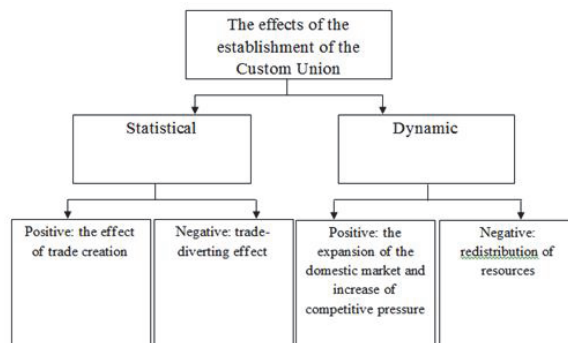 The effects of the
establishment of the
Custom Union
Statistical
Dynamic
Positive: the effect
of trade creation
Negative: trade-
diverting effect
Positive: the
expansion of the
domestic market and
increase of
competitive pressure
Negative:
redistribution of
resources